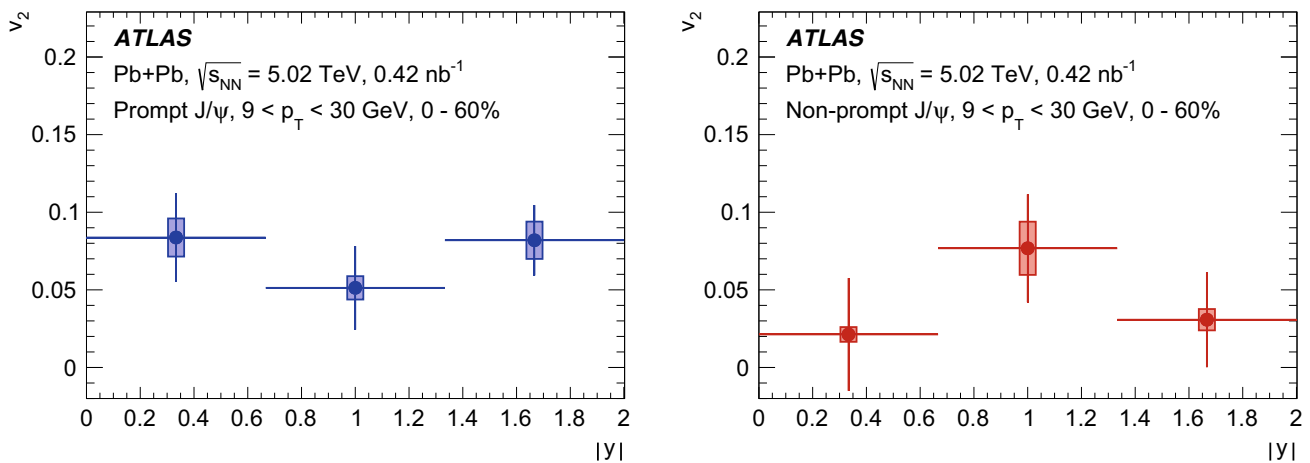 v₂
0.2
0.15
0.1
0.05
0
ATLAS
Pb+Pb, √s_NN = 5.02 TeV, 0.42 nb⁻¹
Prompt J/ψ, 9 < p_T < 30 GeV, 0 - 60%
0 0.2 0.4 0.6 0.8 1 1.2 1.4 1.6 1.8 2
|y|
v₂
0.2
0.15
0.1
0.05
0
ATLAS
Pb+Pb, √s_NN = 5.02 TeV, 0.42 nb⁻¹
Non-prompt J/ψ, 9 < p_T < 30 GeV, 0 - 60%
0 0.2 0.4 0.6 0.8 1 1.2 1.4 1.6 1.8 2
|y|